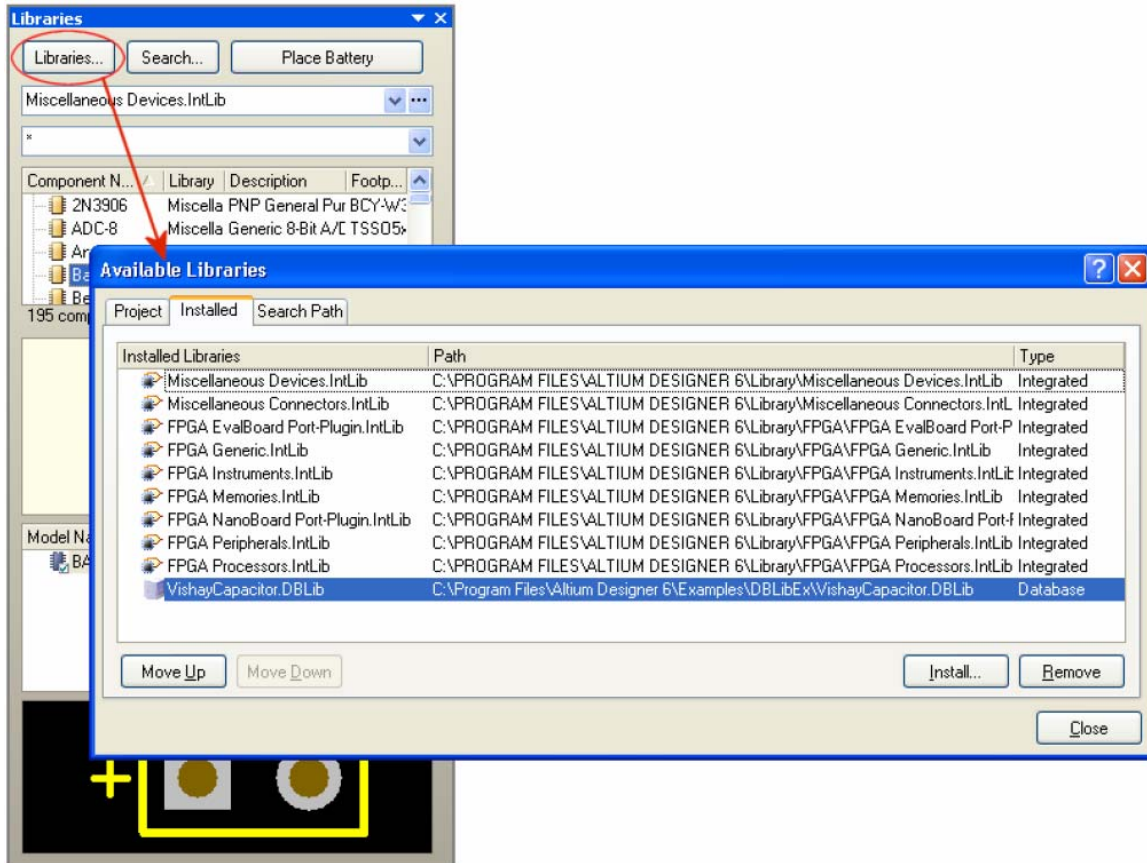 Libraries
Libraries... Search... Place Battery
Miscellaneous Devices.IntLib
*
Component N... Library Description Footp...
2N3906 Miscella PNP General Pur BCY-W3
ADC-8 Miscella Generic 8-Bit A/D TSSO5x
Ar
Ba
Be
195 com
Model Na
BA
Available Libraries
Project Installed Search Path
Installed Libraries Path Type
Miscellaneous Devices.IntLib C:\PROGRAM FILES\ALTIUM DESIGNER 6\Library\Miscellaneous Devices.IntLib Integrated
Miscellaneous Connectors.IntLib C:\PROGRAM FILES\ALTIUM DESIGNER 6\Library\Miscellaneous Connectors.IntL Integrated
FPGA EvalBoard Port-Plugin.IntLib C:\PROGRAM FILES\ALTIUM DESIGNER 6\Library\FPGA\FPGA EvalBoard Port-P Integrated
FPGA Generic.IntLib C:\PROGRAM FILES\ALTIUM DESIGNER 6\Library\FPGA\FPGA Generic.IntLib Integrated
FPGA Instruments.IntLib C:\PROGRAM FILES\ALTIUM DESIGNER 6\Library\FPGA\FPGA Instruments.IntLib Integrated
FPGA Memories.IntLib C:\PROGRAM FILES\ALTIUM DESIGNER 6\Library\FPGA\FPGA Memories.IntLib Integrated
FPGA NanoBoard Port-Plugin.IntLib C:\PROGRAM FILES\ALTIUM DESIGNER 6\Library\FPGA\FPGA NanoBoard Port-F Integrated
FPGA Peripherals.IntLib C:\PROGRAM FILES\ALTIUM DESIGNER 6\Library\FPGA\FPGA Peripherals.IntLib Integrated
FPGA Processors.IntLib C:\PROGRAM FILES\ALTIUM DESIGNER 6\Library\FPGA\FPGA Processors.IntLib Integrated
VishayCapacitor.DBLib C:\Program Files\Altium Designer 6\Examples\DBLibEx\VishayCapacitor.DBLib Database
Move Up Move Down Install... Remove
Close